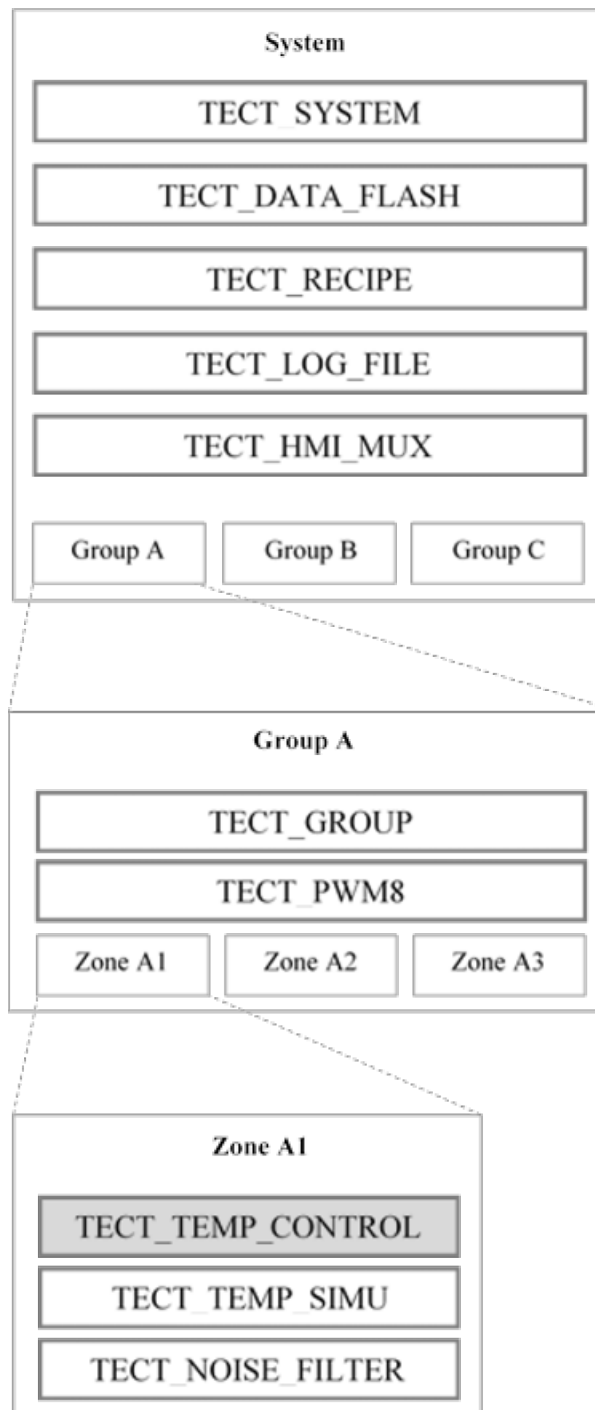 System
TECT_SYSTEM
TECT_DATA_FLASH
TECT_RECIPE
TECT_LOG_FILE
TECT_HMI_MUX
Group A Group B Group C
Group A
TECT_GROUP
TECT_PWM8
Zone A1 Zone A2 Zone A3
Zone A1
TECT_TEMP_CONTROL
TECT_TEMP_SIMU
TECT_NOISE_FILTER